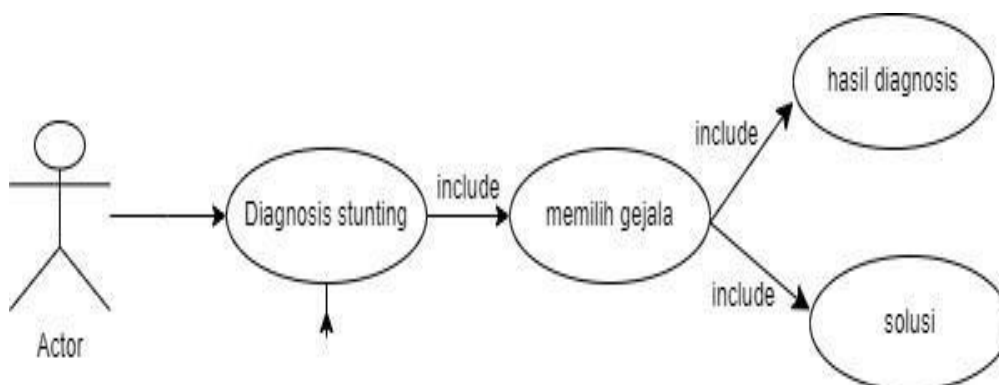 hasil diagnosis
include
include
Diagnosis stunting
memilih gejala
include
solusi
Actor